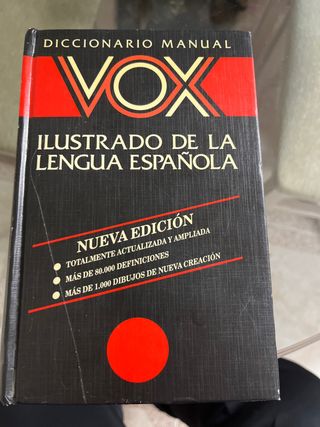 DICCIONARIO MANUAL
VOX
ILUSTRADO DE LA
LENGUA ESPAÑOLA
NUEVA EDICIÓN
• TOTALMENTE ACTUALIZADA Y AMPLIADA
• MÁS DE 80.000 DEFINICIONES
• MÁS DE 1.000 DIBUJOS DE NUEVA CREACIÓN